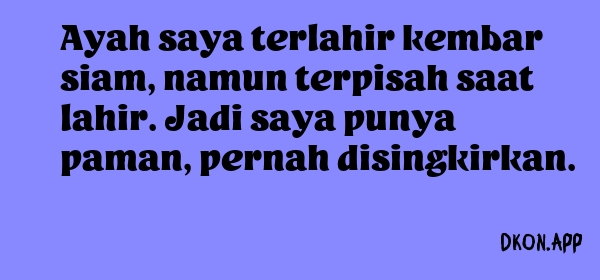 Ayah saya terlahir kembar
siam, namun terpisah saat
lahir. Jadi saya punya
paman, pernah disingkirkan.
DKON.APP